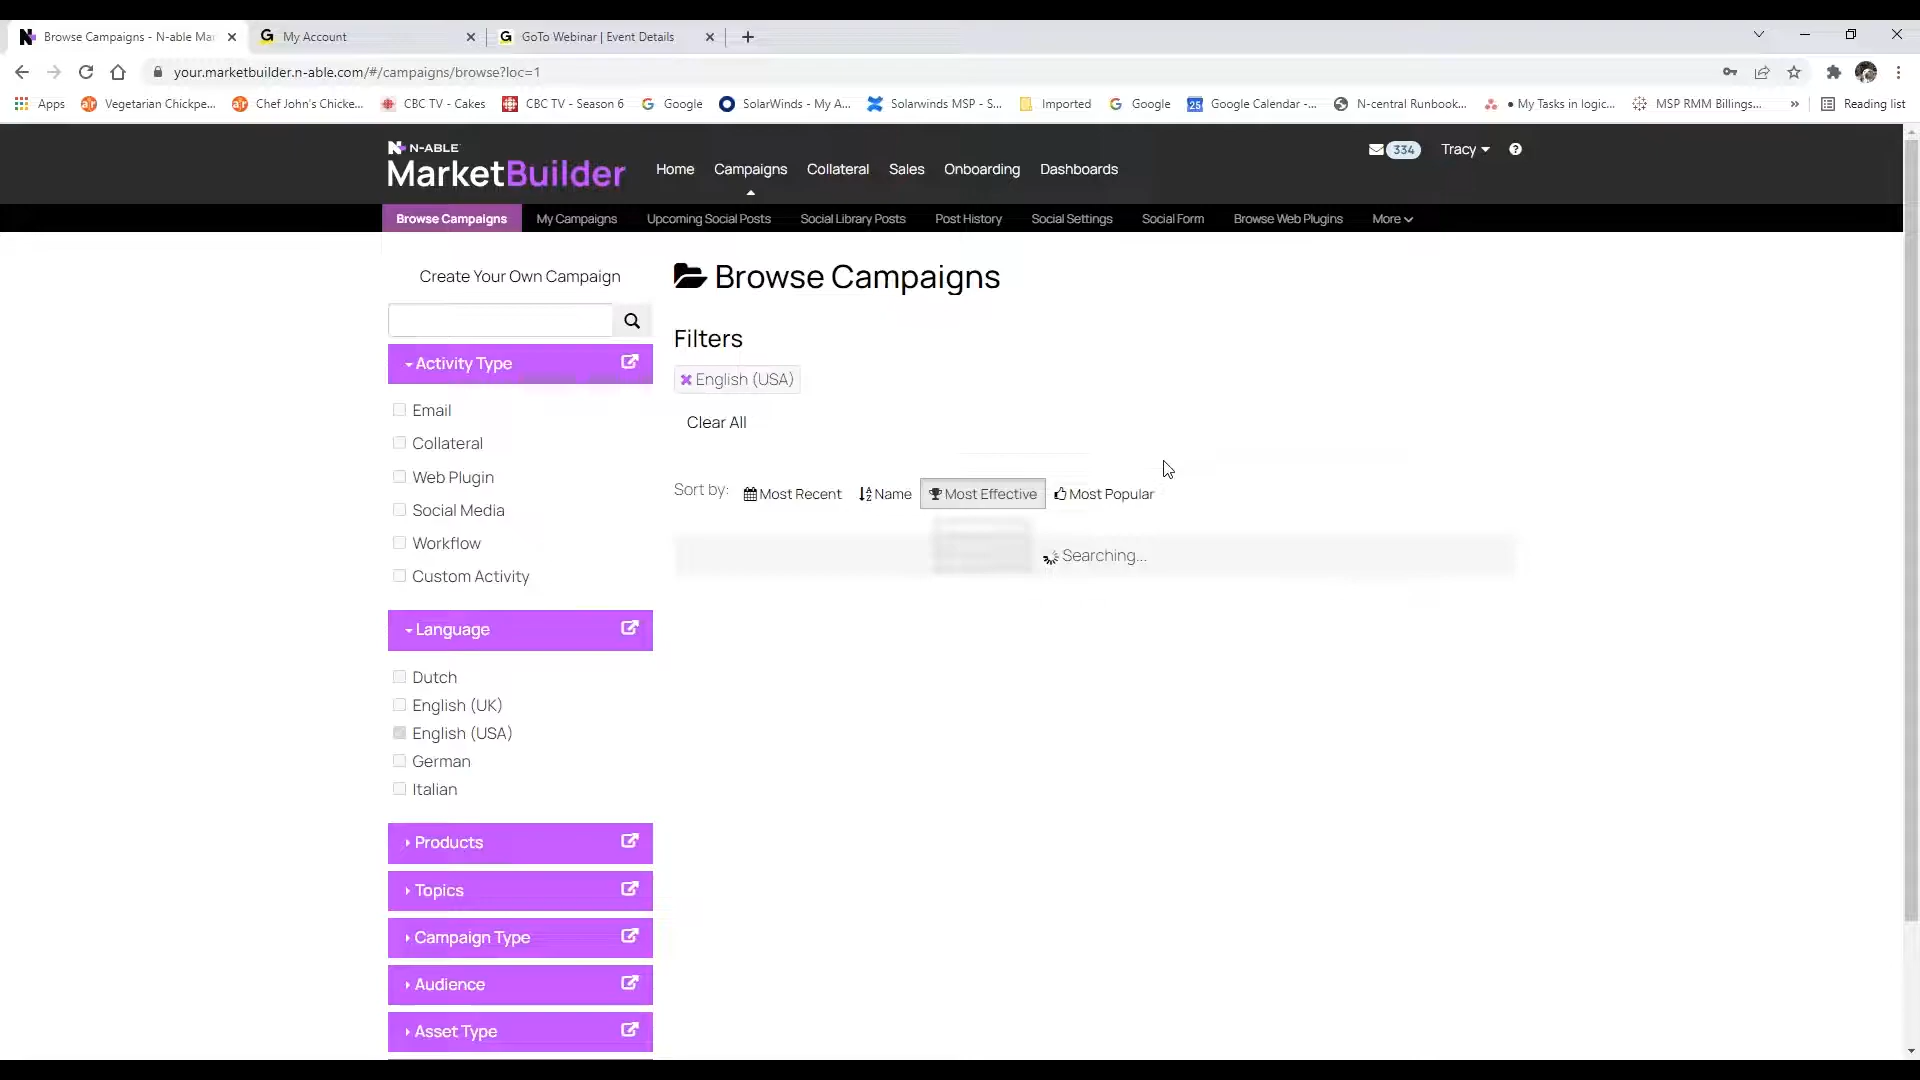 Browse Campaigns - N-able Mar
My Account
GoTo Webinar | Event Details
your.marketbuilder.n-able.com/#/campaigns/browse?loc=1
Apps
Vegetarian Chickpe...
Chef John's Chicke...
CBC TV - Cakes
CBC TV - Season 6
Google
SolarWinds - My A...
Solarwinds MSP - S...
Imported
Google
Google Calendar -...
N-central Runbook...
● My Tasks in logic...
MSP RMM Billings...
»
Reading list
N-ABLE
MarketBuilder
Home
Campaigns
Collateral
Sales
Onboarding
Dashboards
334
Tracy
Browse Campaigns
My Campaigns
Upcoming Social Posts
Social Library Posts
Post History
Social Settings
Social Form
Browse Web Plugins
More
Create Your Own Campaign
Activity Type
Email
Collateral
Web Plugin
Social Media
Workflow
Custom Activity
Language
Dutch
English (UK)
English (USA)
German
Italian
Products
Topics
Campaign Type
Audience
Asset Type
Browse Campaigns
Filters
English (USA)
Clear All
Sort by:
Most Recent
Name
Most Effective
Most Popular
Searching...